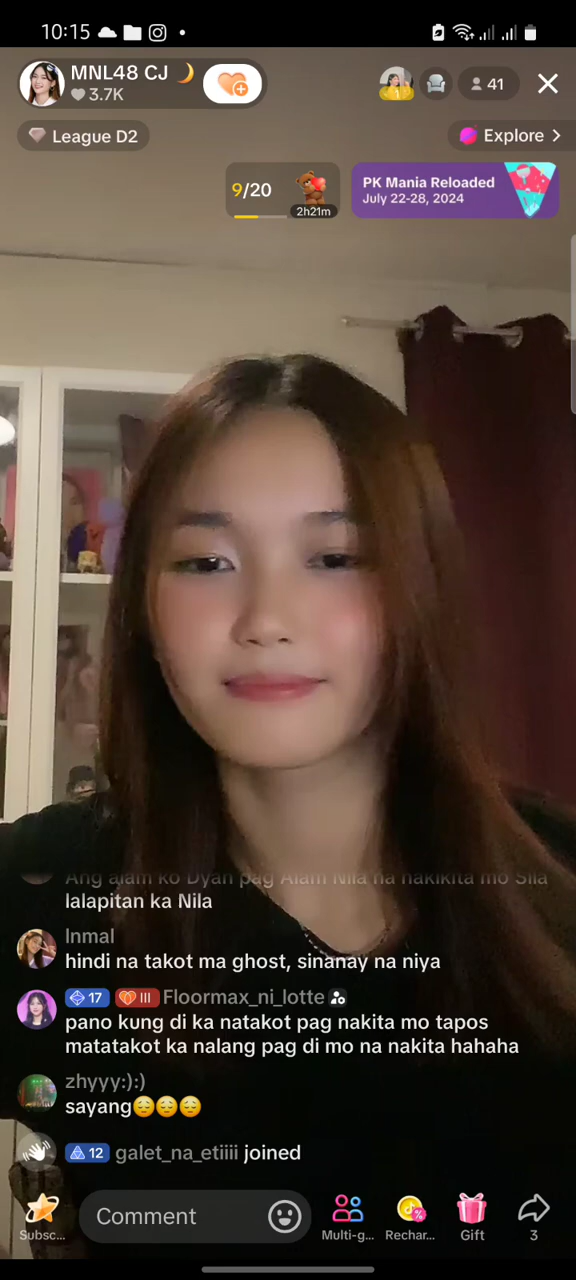 10:15
MNL48 CJ 🌙
3.7K
41
League D2
Explore >
9/20
2h21m
PK Mania Reloaded
July 22-28, 2024
Ang alam ko Dyan pag Alam Nila na nakikita mo Sila
lalapitan ka Nila
Inmal
hindi na takot ma ghost, sinanay na niya
17 III Floormax_ni_lotte
pano kung di ka natakot pag nakita mo tapos
matatakot ka nalang pag di mo na nakita hahaha
zhyyy:):)
sayang😔😔😔
12 galet_na_etiiii joined
Comment
Subsc...
Multi-g...
Rechar...
Gift
3